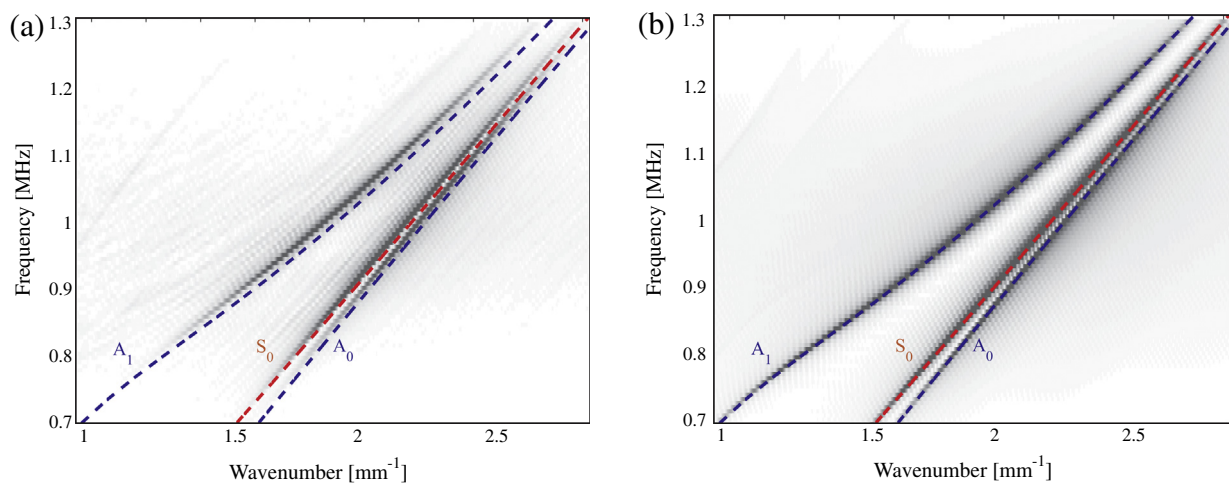 (a)
1.3
1.2
1.1
1
0.9
0.8
0.7
Frequency [MHz]
A₁
S₀
A₀
1
1.5
2
2.5
Wavenumber [mm⁻¹]
(b)
1.3
1.2
1.1
1
0.9
0.8
0.7
Frequency [MHz]
A₁
S₀
A₀
1
1.5
2
2.5
Wavenumber [mm⁻¹]